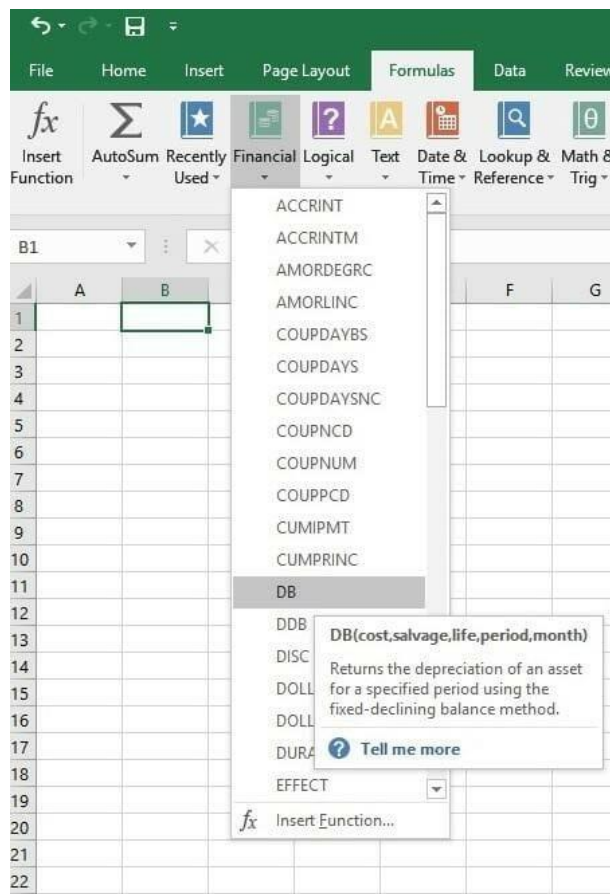 File Home Insert Page Layout Formulas Data Review
fx Σ ? A θ
Insert Function AutoSum Recently Used Financial Logical Text Date & Time Lookup & Reference Math & Trig
B1
A B F G
ACCRINT
ACCRINTM
AMORDEGRC
AMORLINC
COUPDAYBS
COUPDAYS
COUPDAYSNC
COUPNCD
COUPNUM
COUPPCD
CUMIPMT
CUMPRINC
DB
DDB
DISC
DOLL
DOLL
DURA
EFFECT
fx Insert Function...
DB(cost,salvage,life,period,month)
Returns the depreciation of an asset
for a specified period using the
fixed-declining balance method.
? Tell me more
1
2
3
4
5
6
7
8
9
10
11
12
13
14
15
16
17
18
19
20
21
22